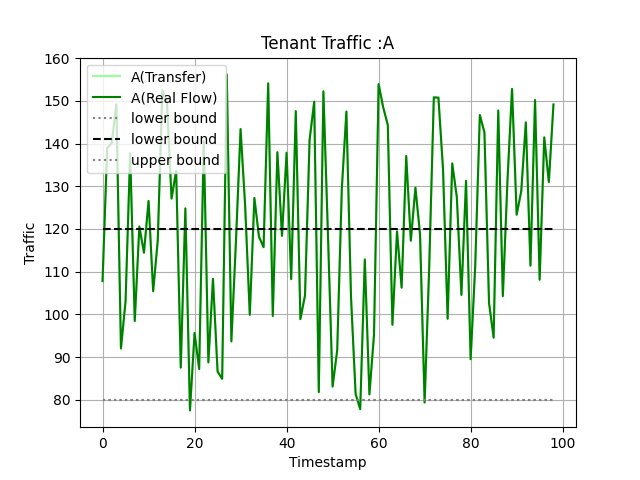 Tenant Traffic :A
A(Transfer)
A(Real Flow)
lower bound
lower bound
upper bound
Traffic
160
150
140
130
120
110
100
90
80
0 20 40 60 80 100
Timestamp